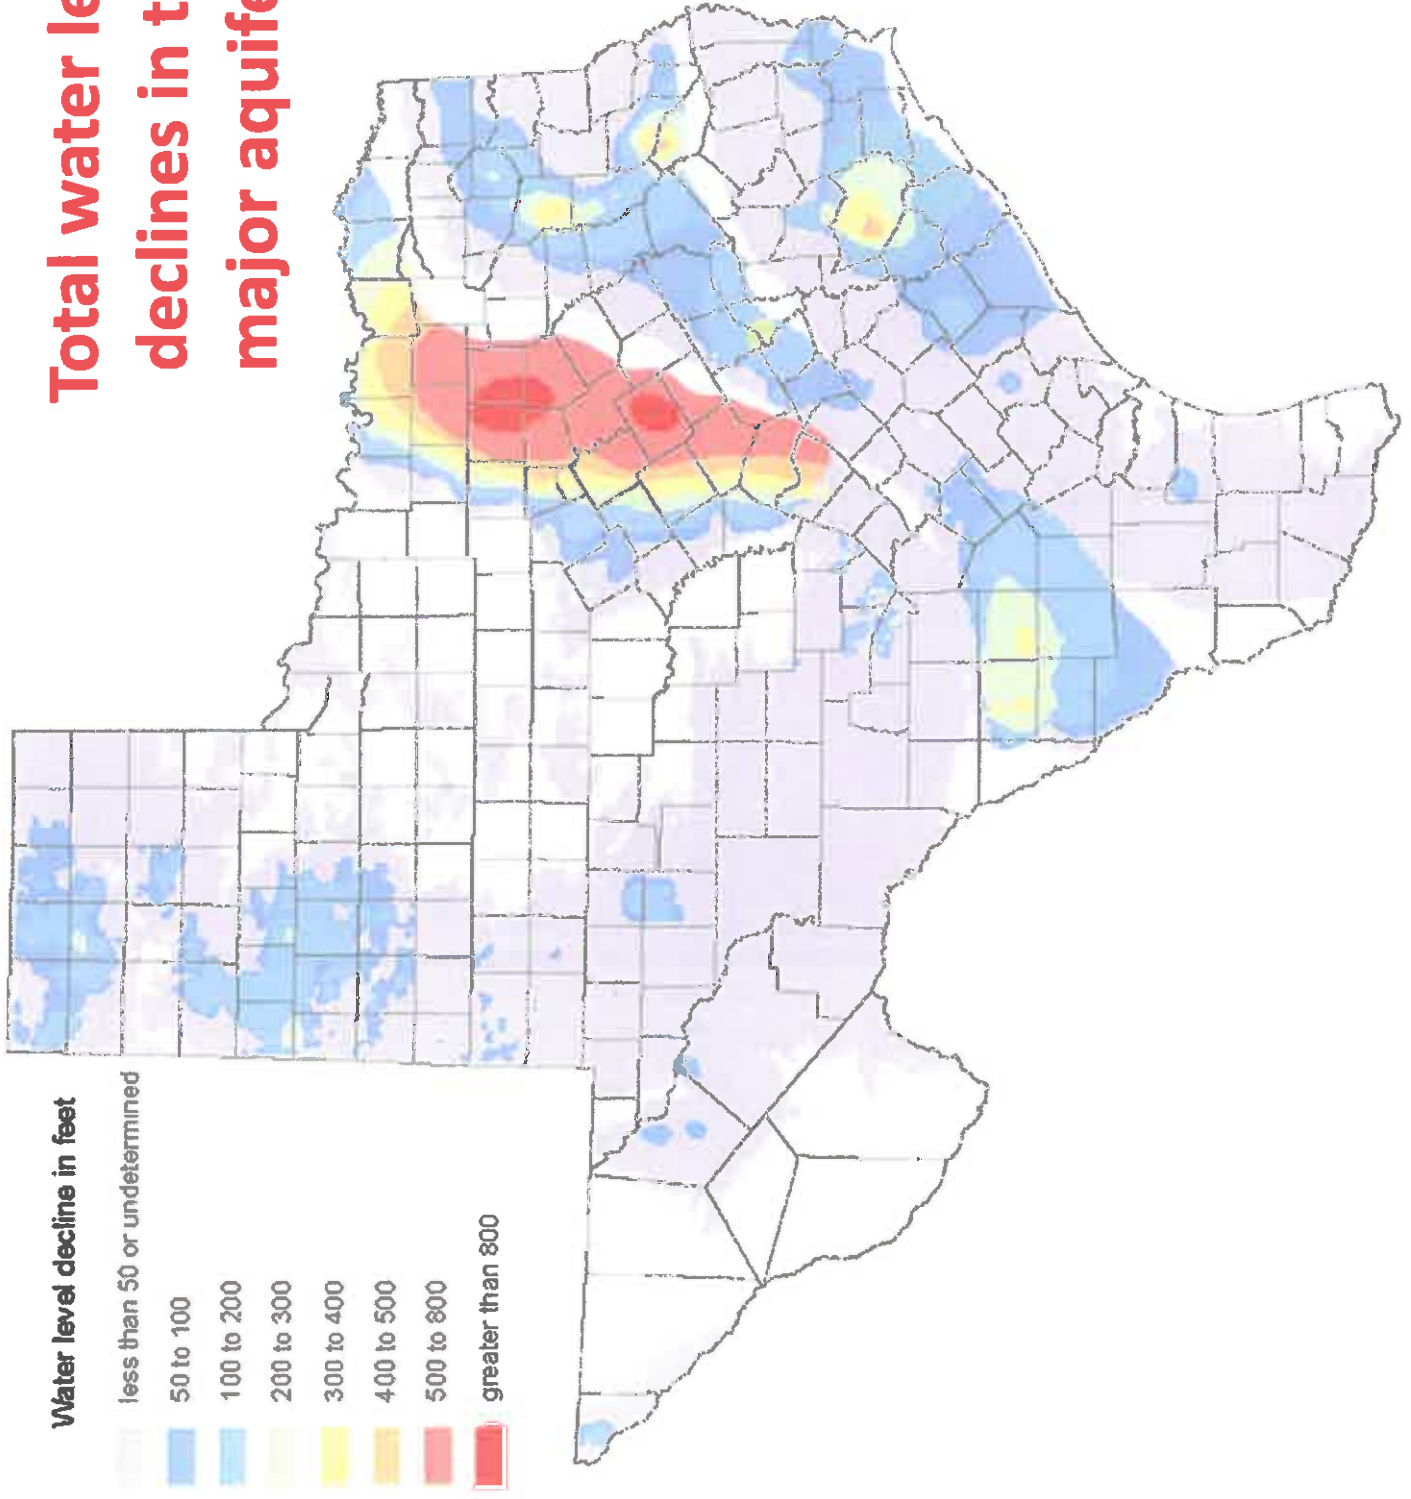 Total water le
declines in t
major aquife
Water level decline in feet
less than 50 or undetermined
50 to 100
100 to 200
200 to 300
300 to 400
400 to 500
500 to 800
greater than 800